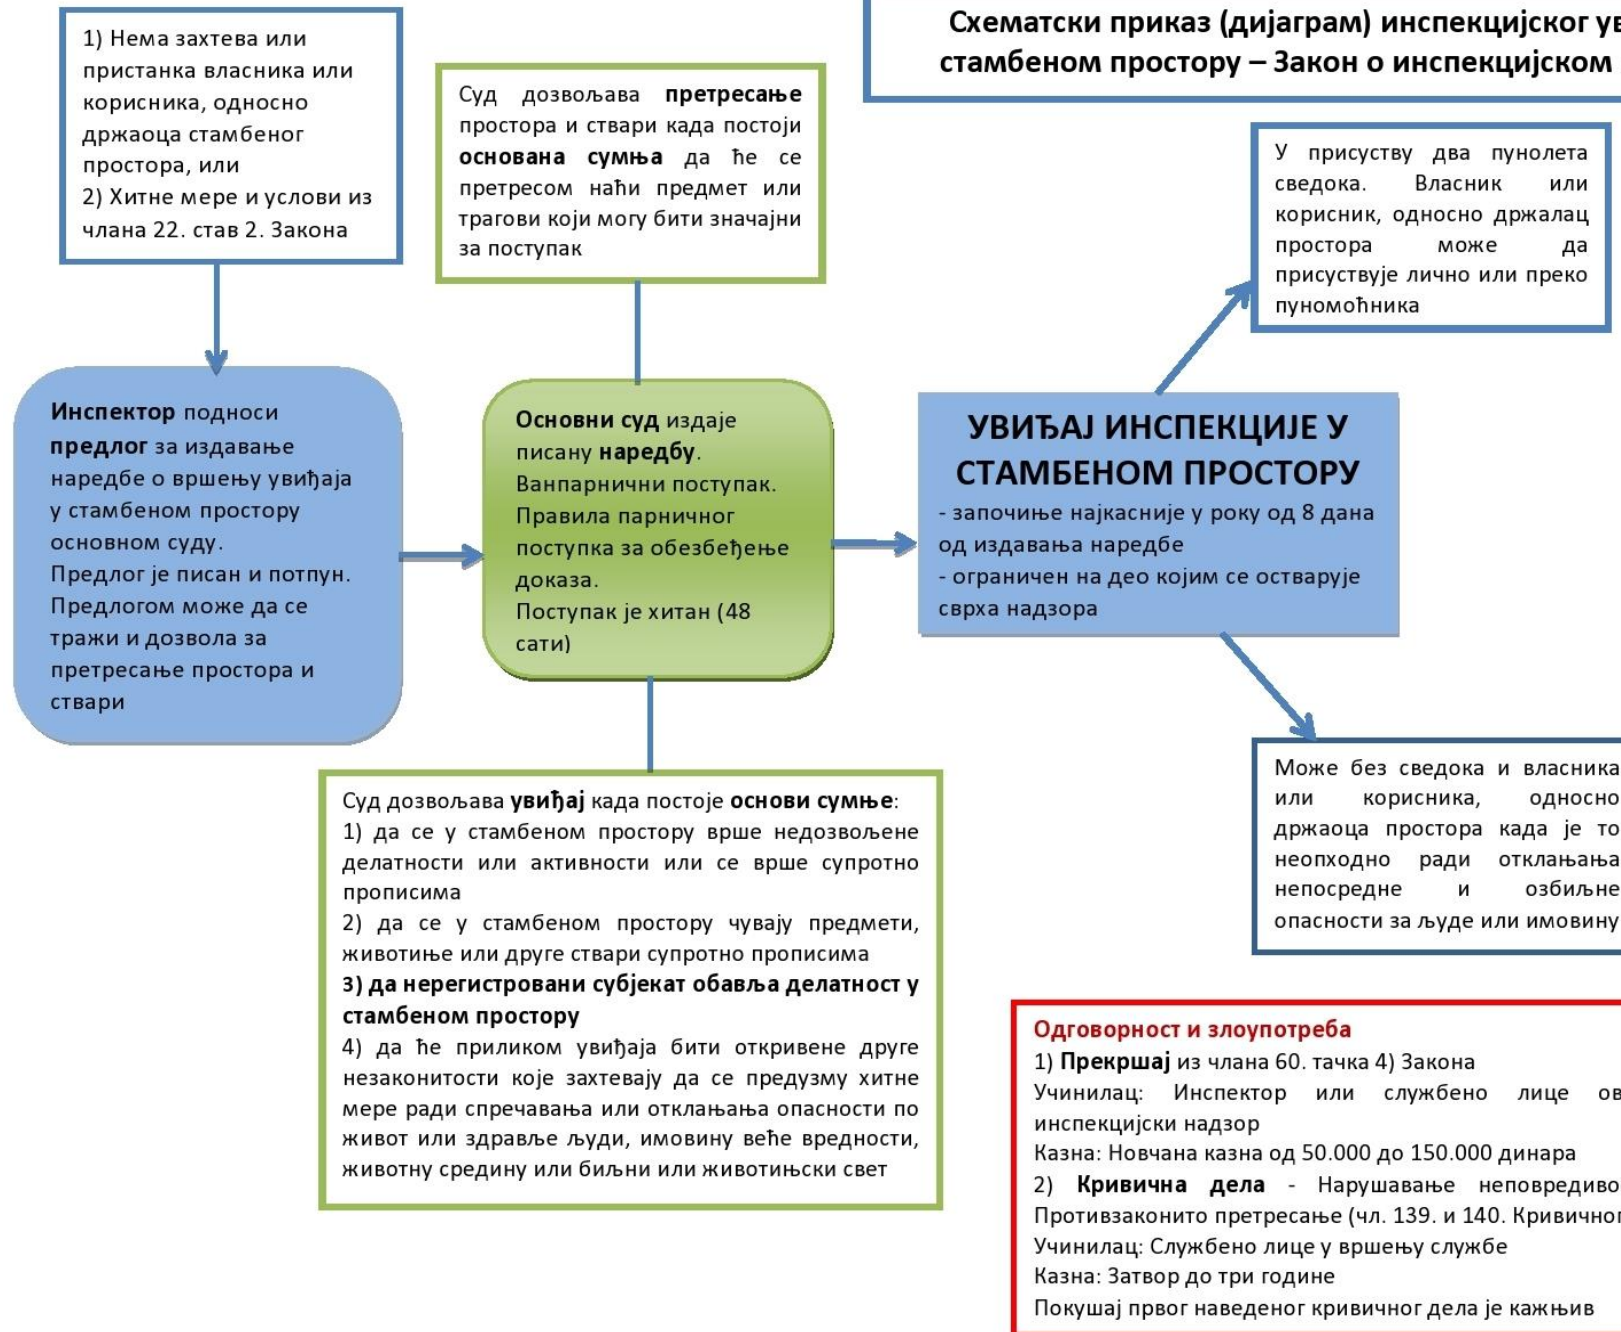 Схематски приказ (дијаграм) инспекцијског ув
стамбеном простору – Закон о инспекцијском
1) Нема захтева или
пристанка власника или
корисника, односно
држаоца стамбеног
простора, или
2) Хитне мере и услови из
члана 22. став 2. Закона
Суд дозвољава претресање
простора и ствари када постоји
основана сумња да ће се
претресом наћи предмет или
трагови који могу бити значајни
за поступак
У присуству два пунолета
сведока. Власник или
корисник, односно држалац
простора може да
присуствује лично или преко
пуномоћника
Инспектор подноси
предлог за издавање
наредбе о вршењу увиђаја
у стамбеном простору
основном суду.
Предлог је писан и потпун.
Предлогом може да се
тражи и дозвола за
претресање простора и
ствари
Основни суд издаје
писану наредбу.
Ванпарнични поступак.
Правила парничног
поступка за обезбеђење
доказа.
Поступак је хитан (48
сати)
УВИЂАЈ ИНСПЕКЦИЈЕ У
СТАМБЕНОМ ПРОСТОРУ
- започиње најкасније у року од 8 дана
од издавања наредбе
- ограничен на део којим се остварује
сврха надзора
Суд дозвољава увиђај када постоје основи сумње:
1) да се у стамбеном простору врше недозвољене
делатности или активности или се врше супротно
прописима
2) да се у стамбеном простору чувају предмети,
животиње или друге ствари супротно прописима
3) да нерегистровани субјекат обавља делатност у
стамбеном простору
4) да ће приликом увиђаја бити откривене друге
незаконитости које захтевају да се предузму хитне
мере ради спречавања или отклањања опасности по
живот или здравље људи, имовину веће вредности,
животну средину или биљни или животињски свет
Може без сведока и власника
или корисника, односно
држаоца простора када је то
неопходно ради отклањања
непосредне и озбиљне
опасности за људе или имовину
Одговорност и злоупотреба
1) Прекршај из члана 60. тачка 4) Закона
Учинилац: Инспектор или службено лице ов
инспекцијски надзор
Казна: Новчана казна од 50.000 до 150.000 динара
2) Кривична дела - Нарушавање неповредиво
Противзаконито претресање (чл. 139. и 140. Кривичног
Учинилац: Службено лице у вршењу службе
Казна: Затвор до три године
Покушај првог наведеног кривичног дела је кажњив